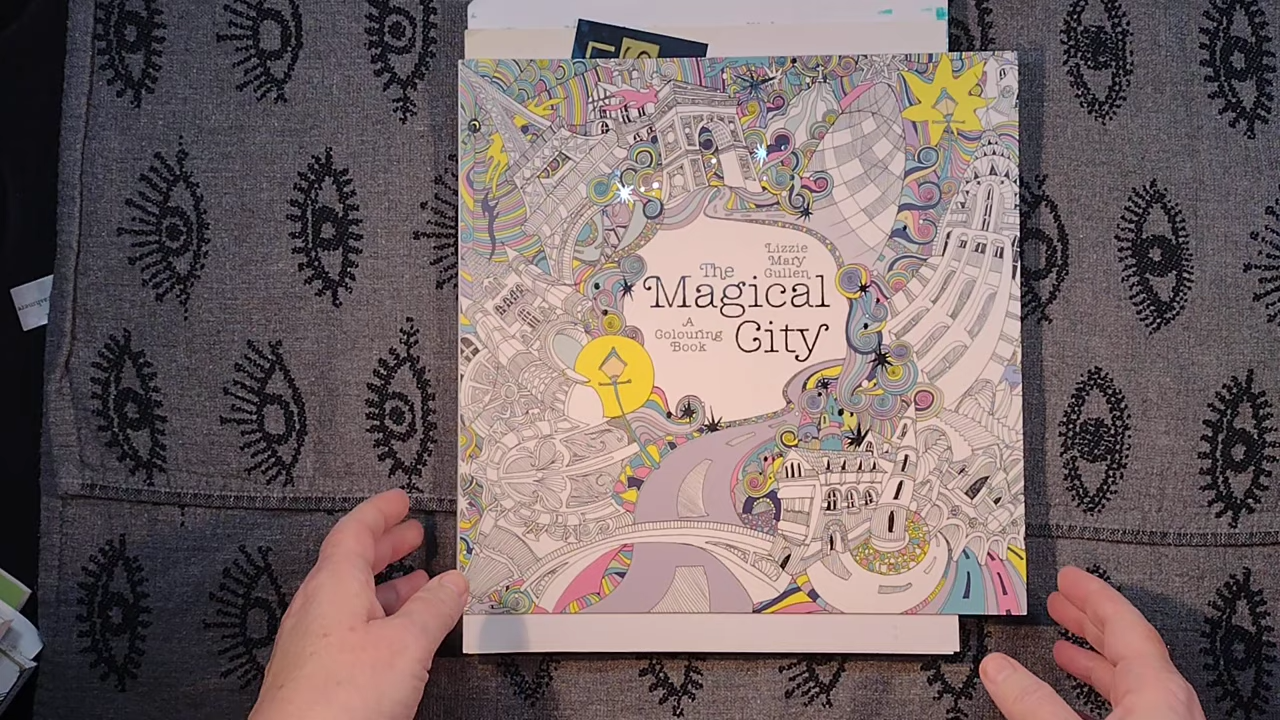 Lizzie
Mary
Cullen
The
Magical
City
A
Colouring
Book